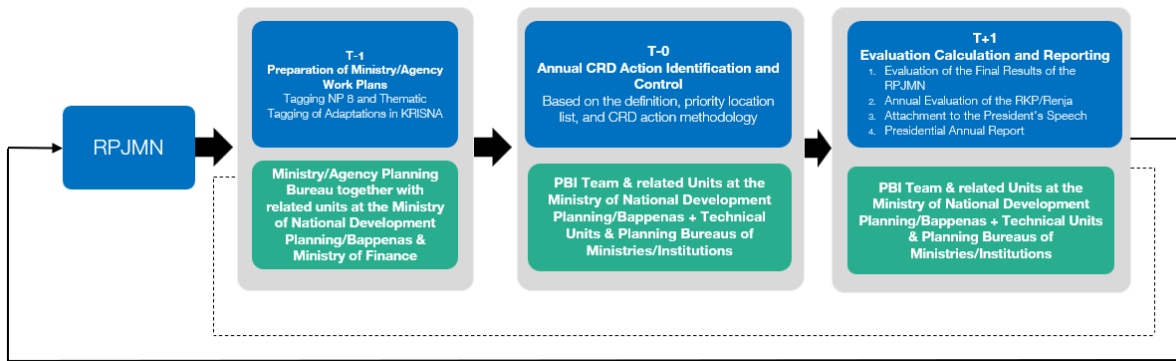 RPJMN
T-1
Preparation of Ministry/Agency
Work Plans
Tagging NP 6 and Thematic
Tagging of Adaptations in KRISNA
Ministry/Agency Planning
Bureau together with
related units at the Ministry
of National Development
Planning/Bappenas &
Ministry of Finance
T-0
Annual CRD Action Identification and
Control
Based on the definition, priority location
list, and CRD action methodology
PBI Team & related Units at the
Ministry of National Development
Planning/Bappenas + Technical
Units & Planning Bureaus of
Ministries/Institutions
T+1
Evaluation Calculation and Reporting
1. Evaluation of the Final Results of the
RPJMN
2. Annual Evaluation of the RKP/Renja
3. Attachment to the President's Speech
4. Presidential Annual Report
PBI Team & related Units at the
Ministry of National Development
Planning/Bappenas + Technical Units
& Planning Bureaus of
Ministries/Institutions